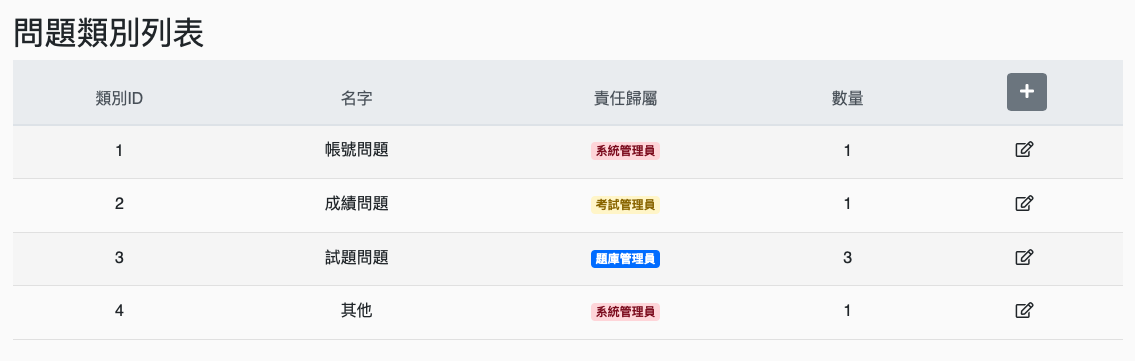 問題類別列表
類別ID 名字 責任歸屬 數量
1 帳號問題 系統管理員 1
2 成績問題 考試管理員 1
3 試題問題 題庫管理員 3
4 其他 系統管理員 1